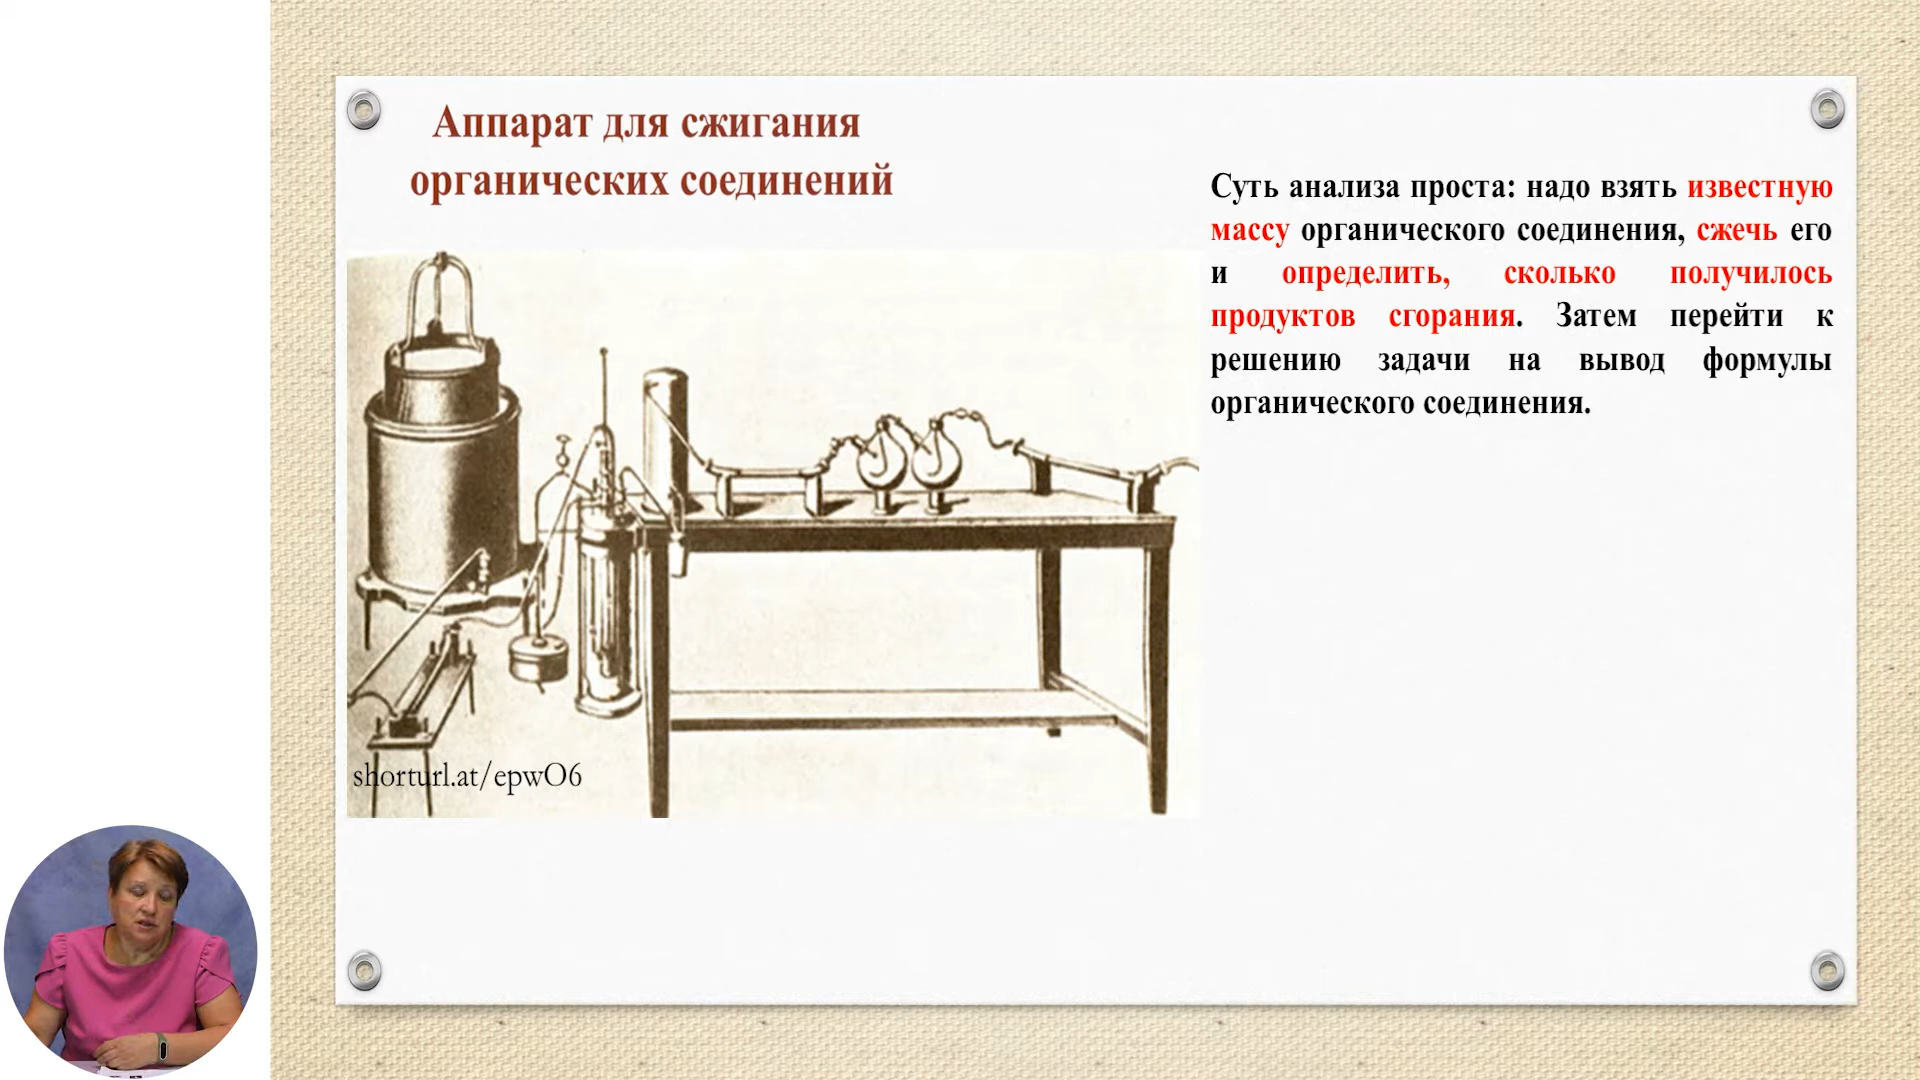 Аппарат для сжигания
органических соединений
Суть анализа проста: надо взять известную
массу органического соединения, сжечь его
и определить, сколько получилось
продуктов сгорания. Затем перейти к
решению задачи на вывод формулы
органического соединения.
shorturl.at/epwO6